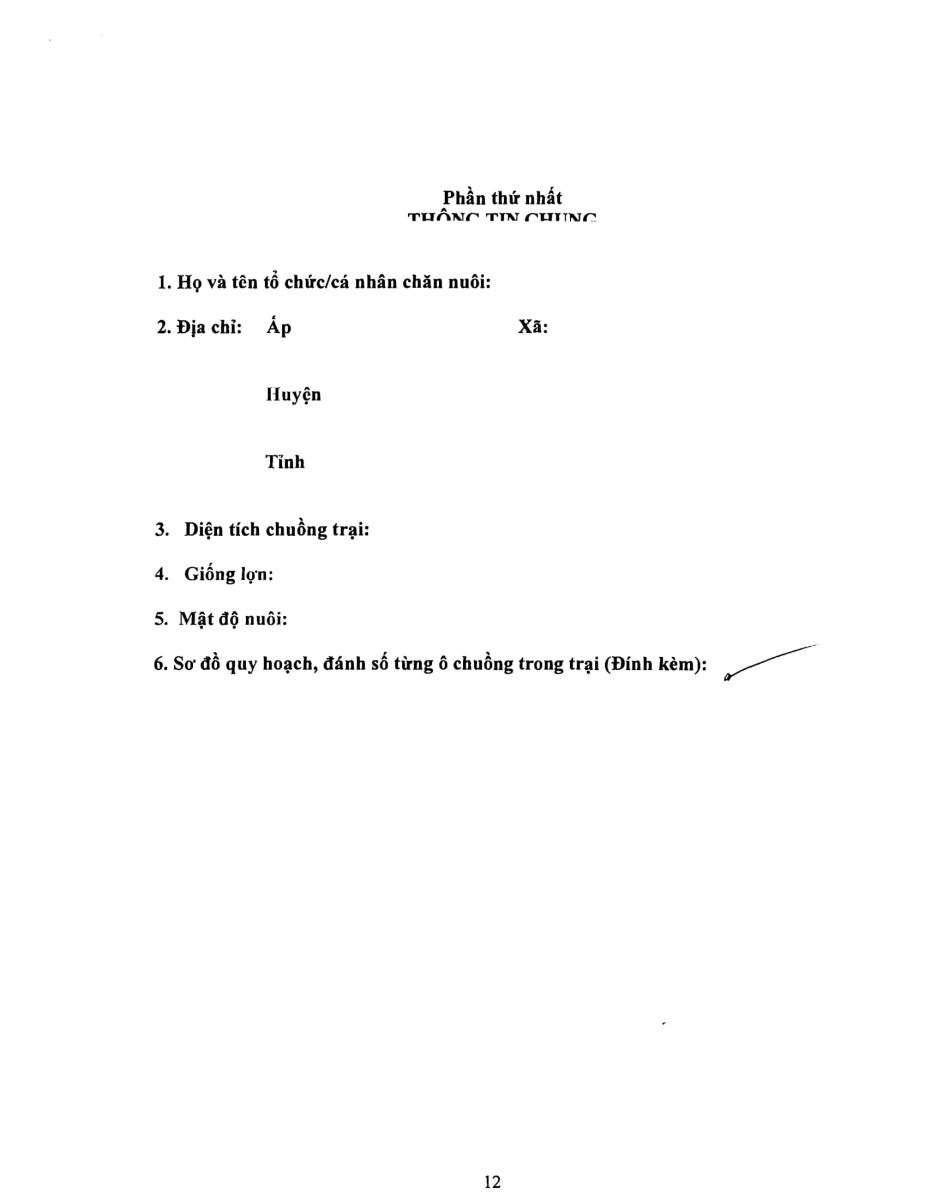 Phần thứ nhất
THÔNG TIN CHUNG
1. Họ và tên tổ chức/cá nhân chăn nuôi:
2. Địa chỉ: Ấp Xã:
Huyện
Tỉnh
3. Diện tích chuồng trại:
4. Giống lợn:
5. Mật độ nuôi:
6. Sơ đồ quy hoạch, đánh số từng ô chuồng trong trại (Đính kèm):
12